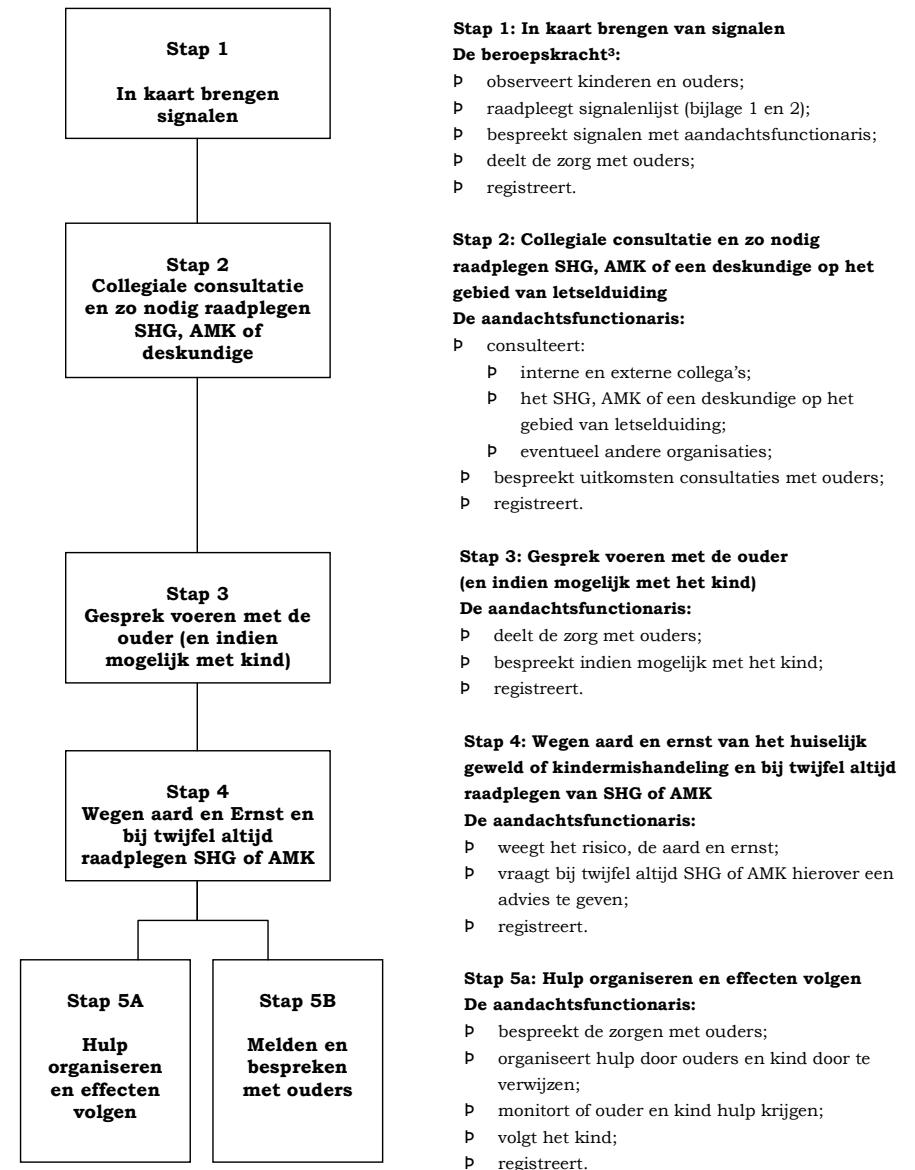 Stap 1
In kaart brengen
signalen
Stap 2
Collegiale consultatie
en zo nodig raadplegen
SHG, AMK of
deskundige
Stap 3
Gesprek voeren met de
ouder (en indien
mogelijk met kind)
Stap 4
Wegen aard en Ernst en
bij twijfel altijd
raadplegen SHG of AMK
Stap 5A
Hulp
organiseren
en effecten
volgen
Stap 5B
Melden en
bespreken
met ouders
Stap 1: In kaart brengen van signalen
De beroepskracht³:
Þ observeert kinderen en ouders;
Þ raadpleegt signalenlijst (bijlage 1 en 2);
Þ bespreekt signalen met aandachtsfunctionaris;
Þ deelt de zorg met ouders;
Þ registreert.
Stap 2: Collegiale consultatie en zo nodig
raadplegen SHG, AMK of een deskundige op het
gebied van letselduiding
De aandachtsfunctionaris:
Þ consulteert:
Þ interne en externe collega's;
Þ het SHG, AMK of een deskundige op het
gebied van letselduiding;
Þ eventueel andere organisaties;
Þ bespreekt uitkomsten consultaties met ouders;
Þ registreert.
Stap 3: Gesprek voeren met de ouder
(en indien mogelijk met het kind)
De aandachtsfunctionaris:
Þ deelt de zorg met ouders;
Þ bespreekt indien mogelijk met het kind;
Þ registreert.
Stap 4: Wegen aard en ernst van het huiselijk
geweld of kindermishandeling en bij twijfel altijd
raadplegen van SHG of AMK
De aandachtsfunctionaris:
Þ weegt het risico, de aard en ernst;
Þ vraagt bij twijfel altijd SHG of AMK hierover een
advies te geven;
Þ registreert.
Stap 5a: Hulp organiseren en effecten volgen
De aandachtsfunctionaris:
Þ bespreekt de zorgen met ouders;
Þ organiseert hulp door ouders en kind door te
verwijzen;
Þ monitort of ouder en kind hulp krijgen;
Þ volgt het kind;
Þ registreert.